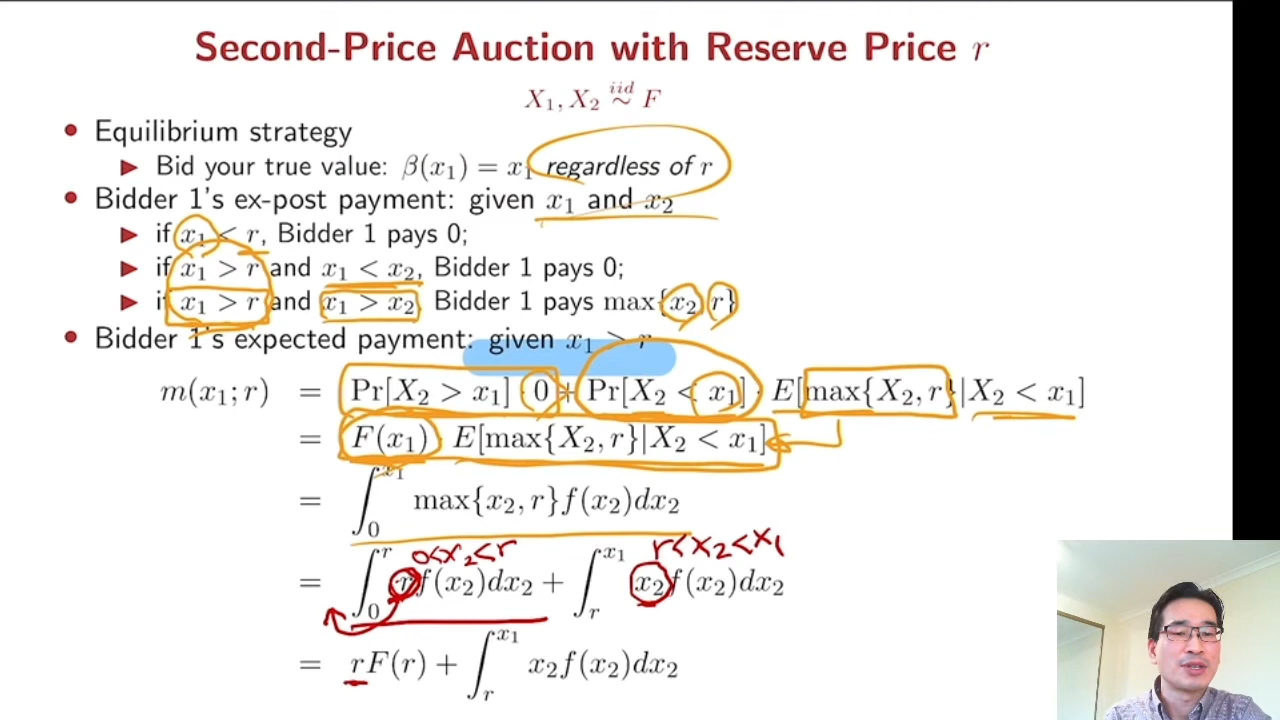 Second-Price Auction with Reserve Price r
X₁, X₂ iid ~ F
• Equilibrium strategy
▶ Bid your true value: β(x₁) = x₁ regardless of r
• Bidder 1's ex-post payment: given x₁ and x₂
▶ if x₁ < r, Bidder 1 pays 0;
▶ if x₁ > r and x₁ < x₂, Bidder 1 pays 0;
▶ if x₁ > r and x₁ > x₂, Bidder 1 pays max{x₂, r}
• Bidder 1's expected payment: given x₁ > r
m(x₁; r) = Pr[X₂ > x₁] · 0 + Pr[X₂ < x₁] · E[max{X₂, r}|X₂ < x₁]
= F(x₁) · E[max{X₂, r}|X₂ < x₁]
= ∫₀^x₁ max{x₂, r}f(x₂)dx₂
0<x₂<r r<x₂<x₁
= ∫₀^r r f(x₂)dx₂ + ∫ᵣ^x₁ x₂f(x₂)dx₂
= rF(r) + ∫ᵣ^x₁ x₂f(x₂)dx₂